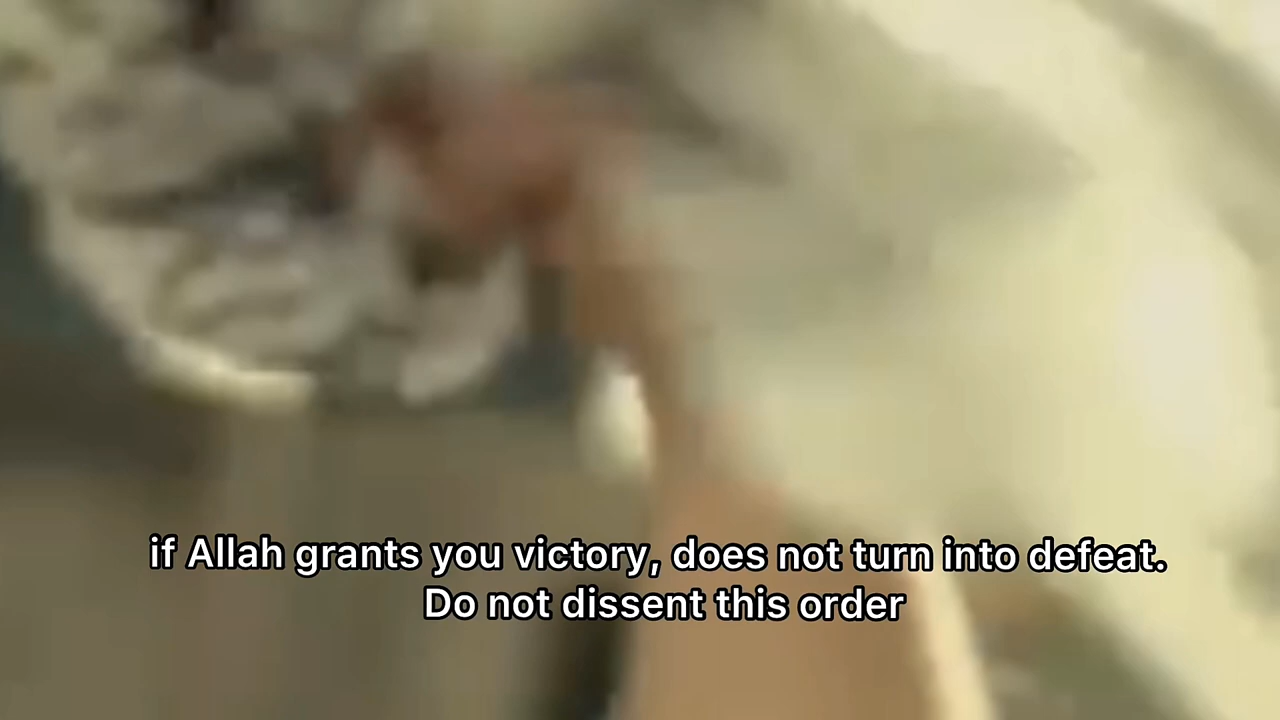 if Allah grants you victory, does not turn into defeat.
Do not dissent this order